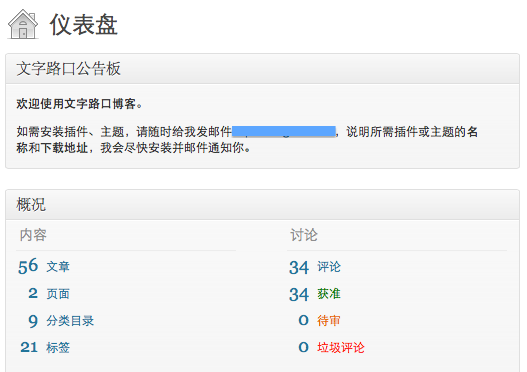 仪表盘
文字路口公告板
欢迎使用文字路口博客。
如需安装插件、主题，请随时给我发邮件，说明所需插件或主题的名
称和下载地址，我会尽快安装并邮件通知你。
概况
内容 讨论
56 文章 34 评论
2 页面 34 获准
9 分类目录 0 待审
21 标签 0 垃圾评论